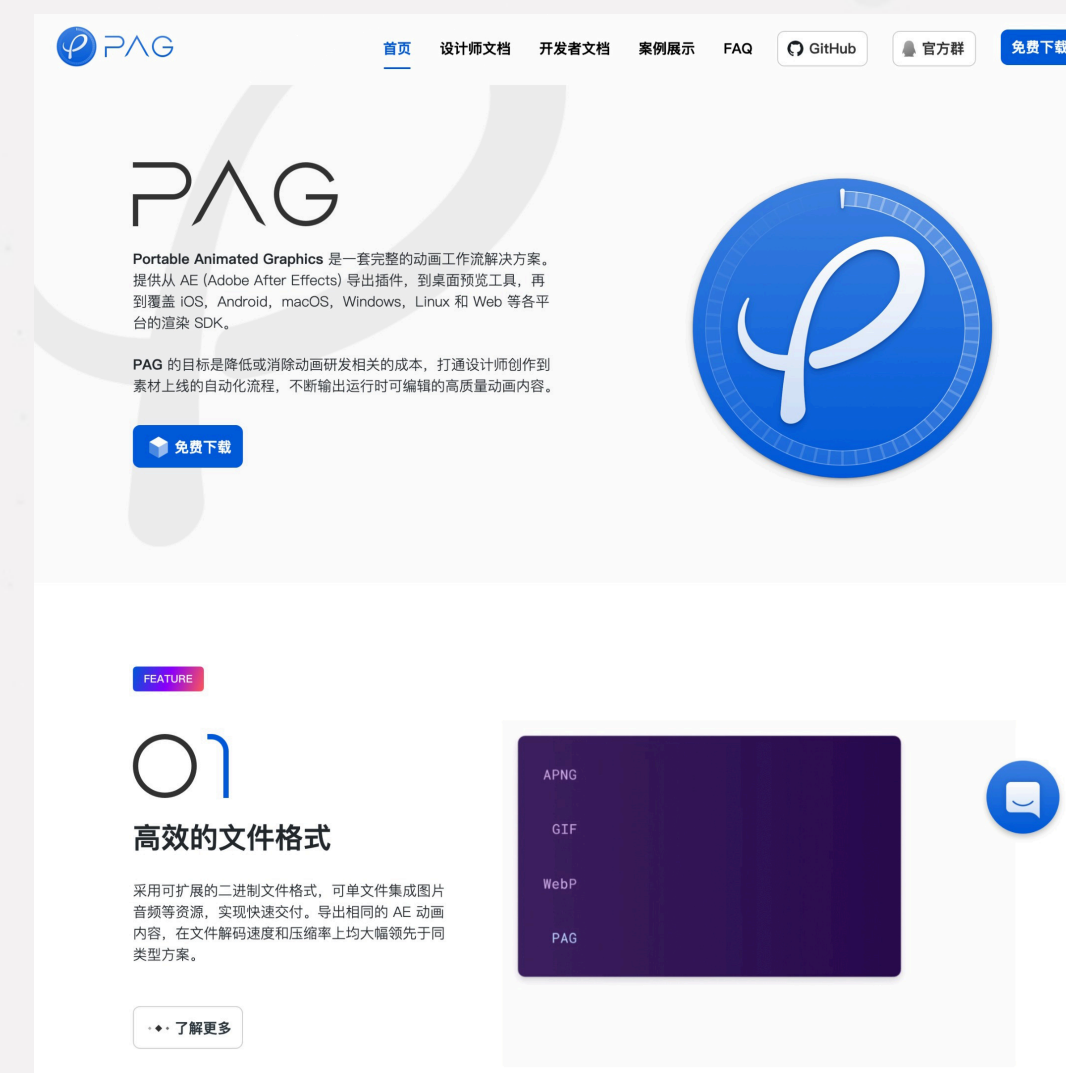 PAG
首页
设计师文档
开发者文档
案例展示
FAQ
GitHub
官方群
免费下载
PAG
Portable Animated Graphics 是一套完整的动画工作流解决方案。
提供从 AE (Adobe After Effects) 导出插件，到桌面预览工具，再
到覆盖 iOS，Android，macOS，Windows，Linux 和 Web 等各平
台的渲染 SDK。
PAG 的目标是降低或消除动画研发相关的成本，打通设计师创作到
素材上线的自动化流程，不断输出运行时可编辑的高质量动画内容。
免费下载
FEATURE
01
高效的文件格式
采用可扩展的二进制文件格式，可单文件集成图片
音频等资源，实现快速交付。导出相同的 AE 动画
内容，在文件解码速度和压缩率上均大幅领先于同
类型方案。
了解更多
APNG
GIF
WebP
PAG